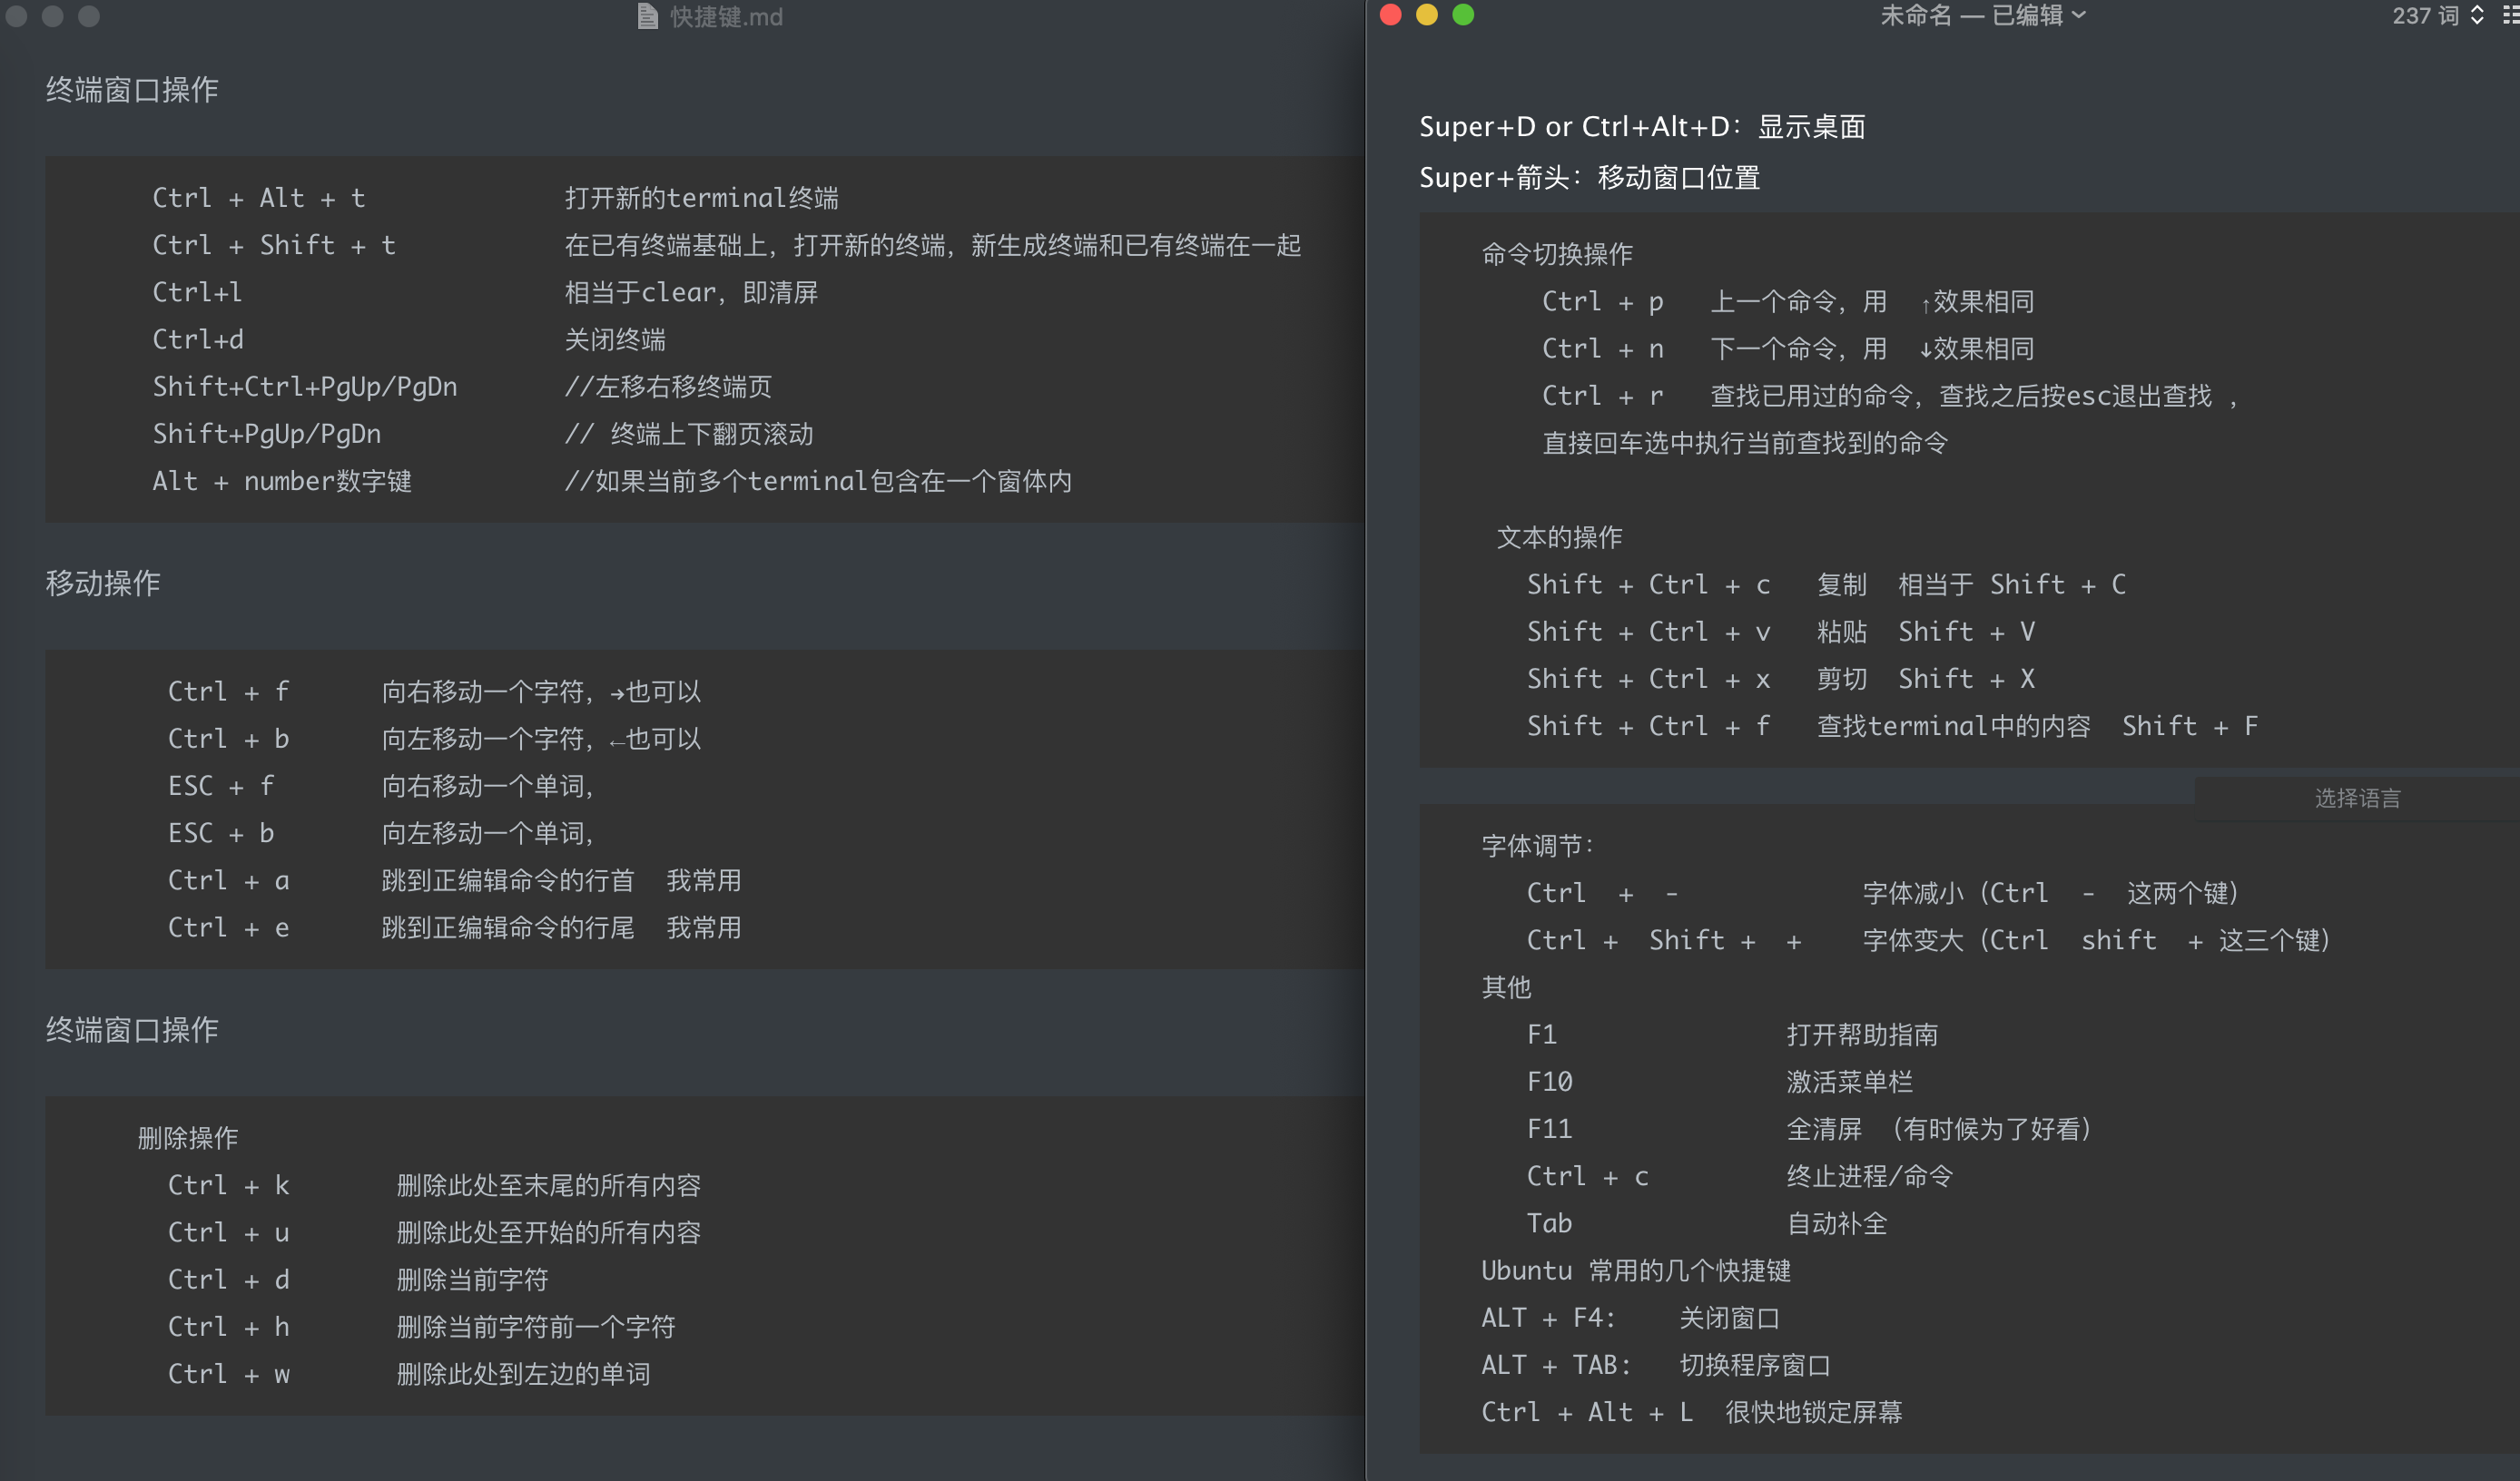 快捷键.md
终端窗口操作
Ctrl + Alt + t 打开新的terminal终端
Ctrl + Shift + t 在已有终端基础上，打开新的终端，新生成终端和已有终端在一起
Ctrl+l 相当于clear，即清屏
Ctrl+d 关闭终端
Shift+Ctrl+PgUp/PgDn //左移右移终端页
Shift+PgUp/PgDn // 终端上下翻页滚动
Alt + number数字键 //如果当前多个terminal包含在一个窗体内
移动操作
Ctrl + f 向右移动一个字符，→也可以
Ctrl + b 向左移动一个字符，←也可以
ESC + f 向右移动一个单词，
ESC + b 向左移动一个单词，
Ctrl + a 跳到正编辑命令的行首 我常用
Ctrl + e 跳到正编辑命令的行尾 我常用
终端窗口操作
删除操作
Ctrl + k 删除此处至末尾的所有内容
Ctrl + u 删除此处至开始的所有内容
Ctrl + d 删除当前字符
Ctrl + h 删除当前字符前一个字符
Ctrl + w 删除此处到左边的单词
未命名 — 已编辑
237 词
Super+D or Ctrl+Alt+D：显示桌面
Super+箭头：移动窗口位置
命令切换操作
Ctrl + p 上一个命令，用 ↑效果相同
Ctrl + n 下一个命令，用 ↓效果相同
Ctrl + r 查找已用过的命令，查找之后按esc退出查找 ，
直接回车选中执行当前查找到的命令
文本的操作
Shift + Ctrl + c 复制 相当于 Shift + C
Shift + Ctrl + v 粘贴 Shift + V
Shift + Ctrl + x 剪切 Shift + X
Shift + Ctrl + f 查找terminal中的内容 Shift + F
选择语言
字体调节：
Ctrl + - 字体减小（Ctrl - 这两个键）
Ctrl + Shift + + 字体变大（Ctrl shift + 这三个键）
其他
F1 打开帮助指南
F10 激活菜单栏
F11 全清屏 （有时候为了好看）
Ctrl + c 终止进程/命令
Tab 自动补全
Ubuntu 常用的几个快捷键
ALT + F4: 关闭窗口
ALT + TAB: 切换程序窗口
Ctrl + Alt + L 很快地锁定屏幕